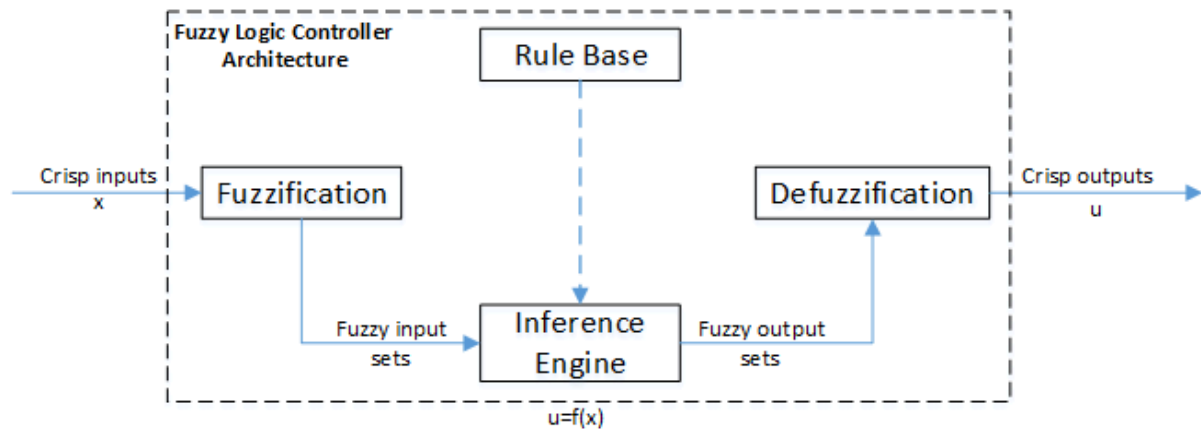 Fuzzy Logic Controller
Architecture
Rule Base
Crisp inputs
x
Fuzzification
Defuzzification
Crisp outputs
u
Fuzzy input
sets
Inference
Engine
Fuzzy output
sets
u=f(x)